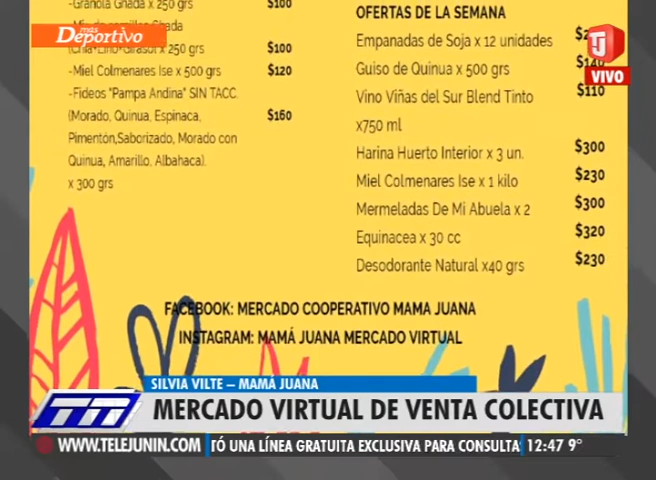 -Granola Ghada x 250 grs $100
(Chia-Lino-Girasol x 250 grs $100
-Miel Colmenares Ise x 500 grs $120
-Fideos "Pampa Andina" SIN TACC.
(Morado, Quinua, Espinaca, $160
Pimentón,Saborizado, Morado con
Quinua, Amarillo, Albahaca).
x 300 grs
OFERTAS DE LA SEMANA
Empanadas de Soja x 12 unidades
Guiso de Quinua x 500 grs $140
Vino Viñas del Sur Blend Tinto $110
x750 ml
Harina Huerto Interior x 3 un. $300
Miel Colmenares Ise x 1 kilo $230
Mermeladas De Mi Abuela x 2 $300
Equinacea x 30 cc $320
Desodorante Natural x40 grs $230
FACEBOOK: MERCADO COOPERATIVO MAMA JUANA
INSTAGRAM: MAMÁ JUANA MERCADO VIRTUAL
más
Deportivo
TJ
VIVO
SILVIA VILTE – MAMÁ JUANA
MERCADO VIRTUAL DE VENTA COLECTIVA
WWW.TELEJUNIN.COM TÓ UNA LÍNEA GRATUITA EXCLUSIVA PARA CONSULTA 12:47 9°